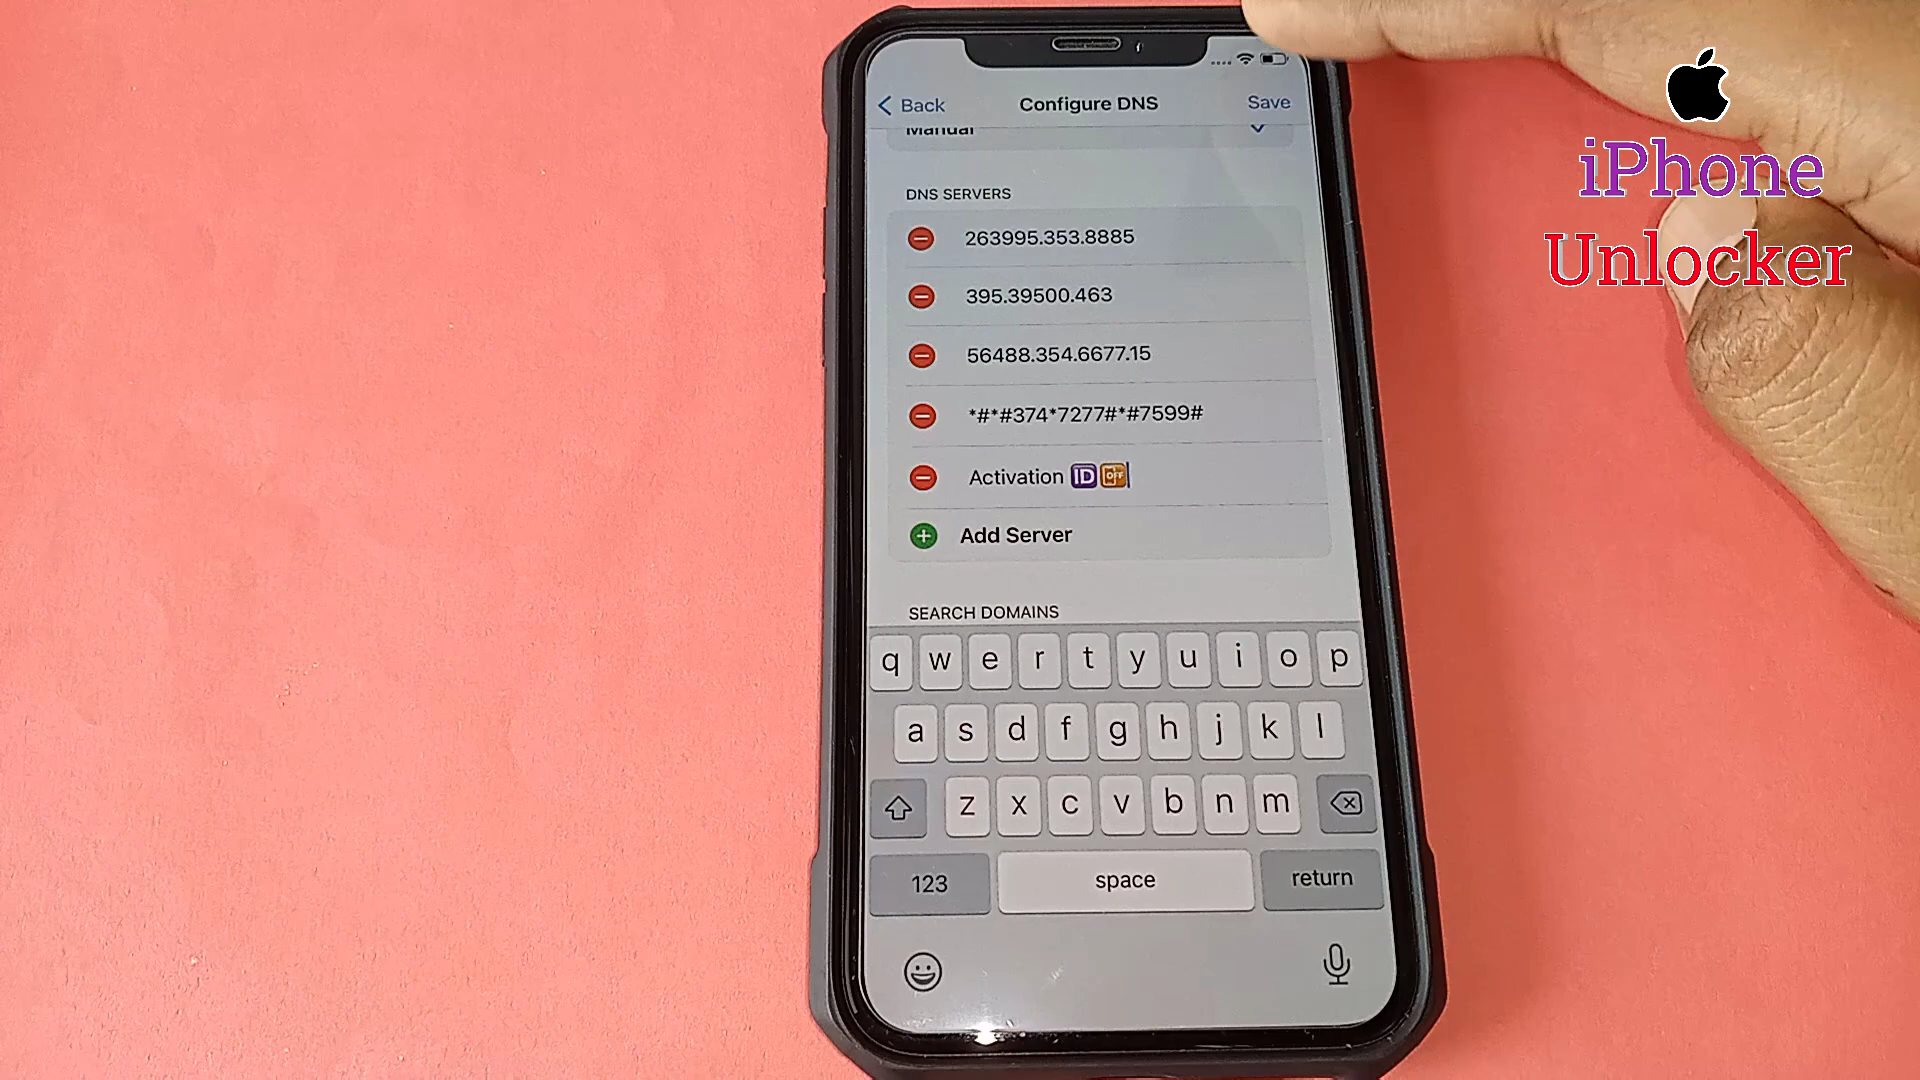 Back
Configure DNS
Save
Manual
DNS SERVERS
263995.353.8885
395.39500.463
56488.354.6677.15
*#*#374*7277#*#7599#
Activation 🆔📴
Add Server
SEARCH DOMAINS
q w e r t y u i o p
a s d f g h j k l
z x c v b n m
123 space return
iPhone
Unlocker